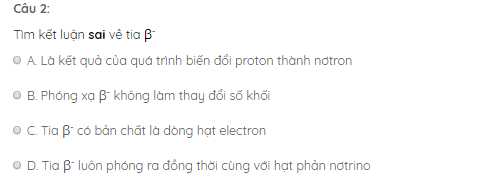 Câu 2:
Tìm kết luận sai về tia β⁻
A. Là kết quả của quá trình biến đổi proton thành nơtron
B. Phóng xạ β⁻ không làm thay đổi số khối
C. Tia β⁻ có bản chất là dòng hạt electron
D. Tia β⁻ luôn phóng ra đồng thời cùng với hạt phản nơtrino